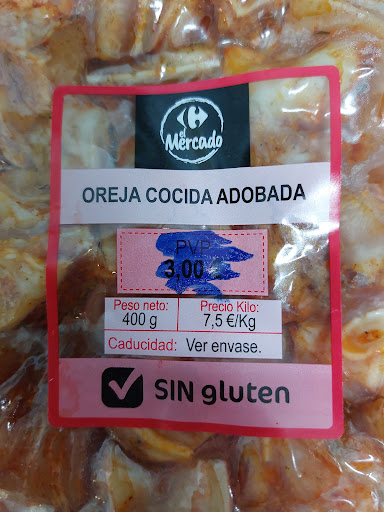 el Mercado
OREJA COCIDA ADOBADA
PVP
3,00
Peso neto: Precio Kilo:
400 g 7,5 €/Kg
Caducidad: Ver envase.
SIN gluten